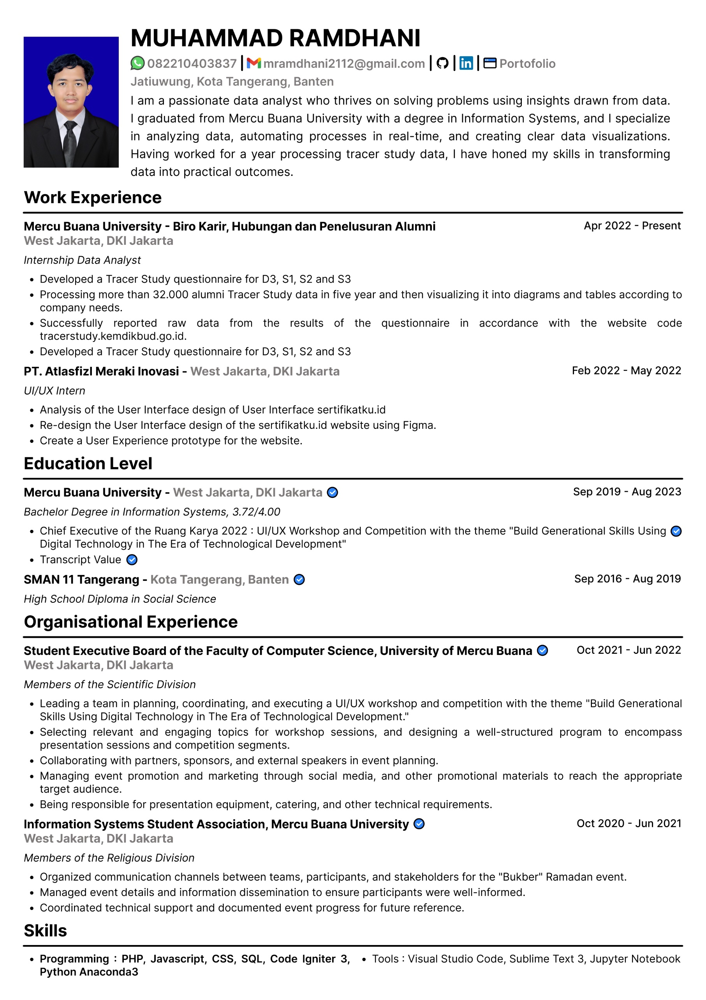 MUHAMMAD RAMDHANI
082210403837 | mramdhani2112@gmail.com | | in | Portofolio
Jatiuwung, Kota Tangerang, Banten
I am a passionate data analyst who thrives on solving problems using insights drawn from data.
I graduated from Mercu Buana University with a degree in Information Systems, and I specialize
in analyzing data, automating processes in real-time, and creating clear data visualizations.
Having worked for a year processing tracer study data, I have honed my skills in transforming
data into practical outcomes.
Work Experience
Mercu Buana University - Biro Karir, Hubungan dan Penelusuran Alumni Apr 2022 - Present
West Jakarta, DKI Jakarta
Internship Data Analyst
• Developed a Tracer Study questionnaire for D3, S1, S2 and S3
• Processing more than 32.000 alumni Tracer Study data in five year and then visualizing it into diagrams and tables according to
company needs.
• Successfully reported raw data from the results of the questionnaire in accordance with the website code
tracerstudy.kemdikbud.go.id.
• Developed a Tracer Study questionnaire for D3, S1, S2 and S3
PT. Atlasfizl Meraki Inovasi - West Jakarta, DKI Jakarta Feb 2022 - May 2022
UI/UX Intern
• Analysis of the User Interface design of User Interface sertifikatku.id
• Re-design the User Interface design of the sertifikatku.id website using Figma.
• Create a User Experience prototype for the website.
Education Level
Mercu Buana University - West Jakarta, DKI Jakarta Sep 2019 - Aug 2023
Bachelor Degree in Information Systems, 3.72/4.00
• Chief Executive of the Ruang Karya 2022 : UI/UX Workshop and Competition with the theme "Build Generational Skills Using
Digital Technology in The Era of Technological Development"
• Transcript Value
SMAN 11 Tangerang - Kota Tangerang, Banten Sep 2016 - Aug 2019
High School Diploma in Social Science
Organisational Experience
Student Executive Board of the Faculty of Computer Science, University of Mercu Buana Oct 2021 - Jun 2022
West Jakarta, DKI Jakarta
Members of the Scientific Division
• Leading a team in planning, coordinating, and executing a UI/UX workshop and competition with the theme "Build Generational
Skills Using Digital Technology in The Era of Technological Development."
• Selecting relevant and engaging topics for workshop sessions, and designing a well-structured program to encompass
presentation sessions and competition segments.
• Collaborating with partners, sponsors, and external speakers in event planning.
• Managing event promotion and marketing through social media, and other promotional materials to reach the appropriate
target audience.
• Being responsible for presentation equipment, catering, and other technical requirements.
Information Systems Student Association, Mercu Buana University Oct 2020 - Jun 2021
West Jakarta, DKI Jakarta
Members of the Religious Division
• Organized communication channels between teams, participants, and stakeholders for the "Bukber" Ramadan event.
• Managed event details and information dissemination to ensure participants were well-informed.
• Coordinated technical support and documented event progress for future reference.
Skills
• Programming : PHP, Javascript, CSS, SQL, Code Igniter 3,
Python Anaconda3
• Tools : Visual Studio Code, Sublime Text 3, Jupyter Notebook